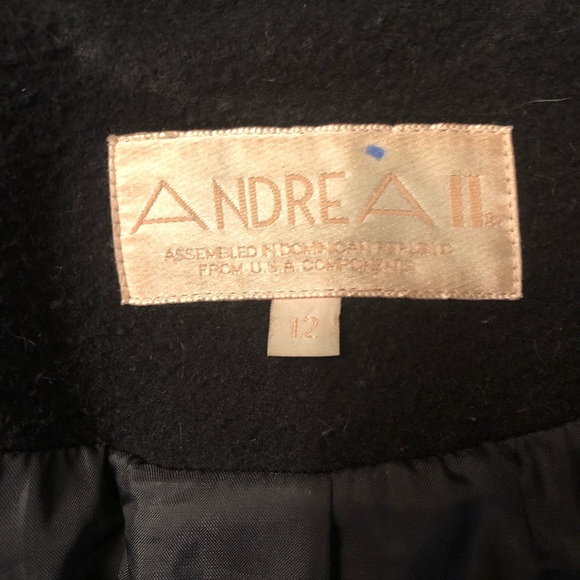 ANDREA II®
ASSEMBLED IN DOMINICAN REPUBLIC
FROM U.S.A. COMPONENTS
12